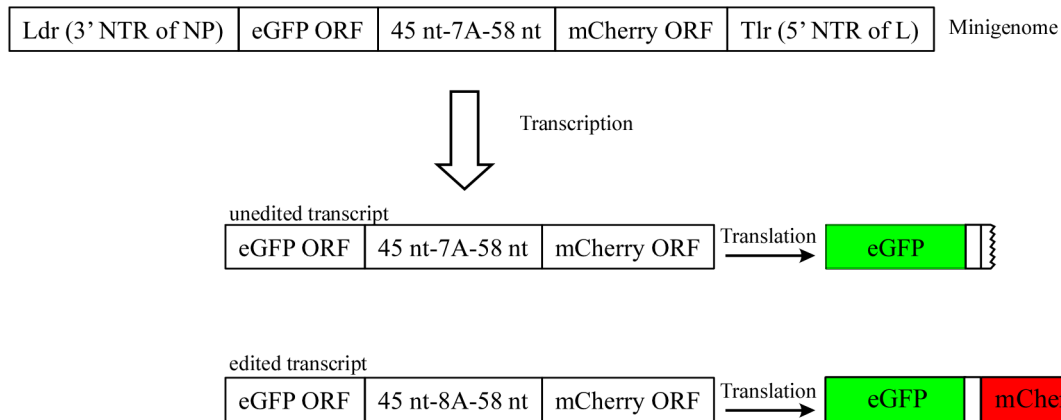 Ldr (3’ NTR of NP) eGFP ORF 45 nt-7A-58 nt mCherry ORF Tlr (5’ NTR of L) Minigenome
Transcription
unedited transcript
eGFP ORF 45 nt-7A-58 nt mCherry ORF Translation eGFP
edited transcript
eGFP ORF 45 nt-8A-58 nt mCherry ORF Translation eGFP mChe